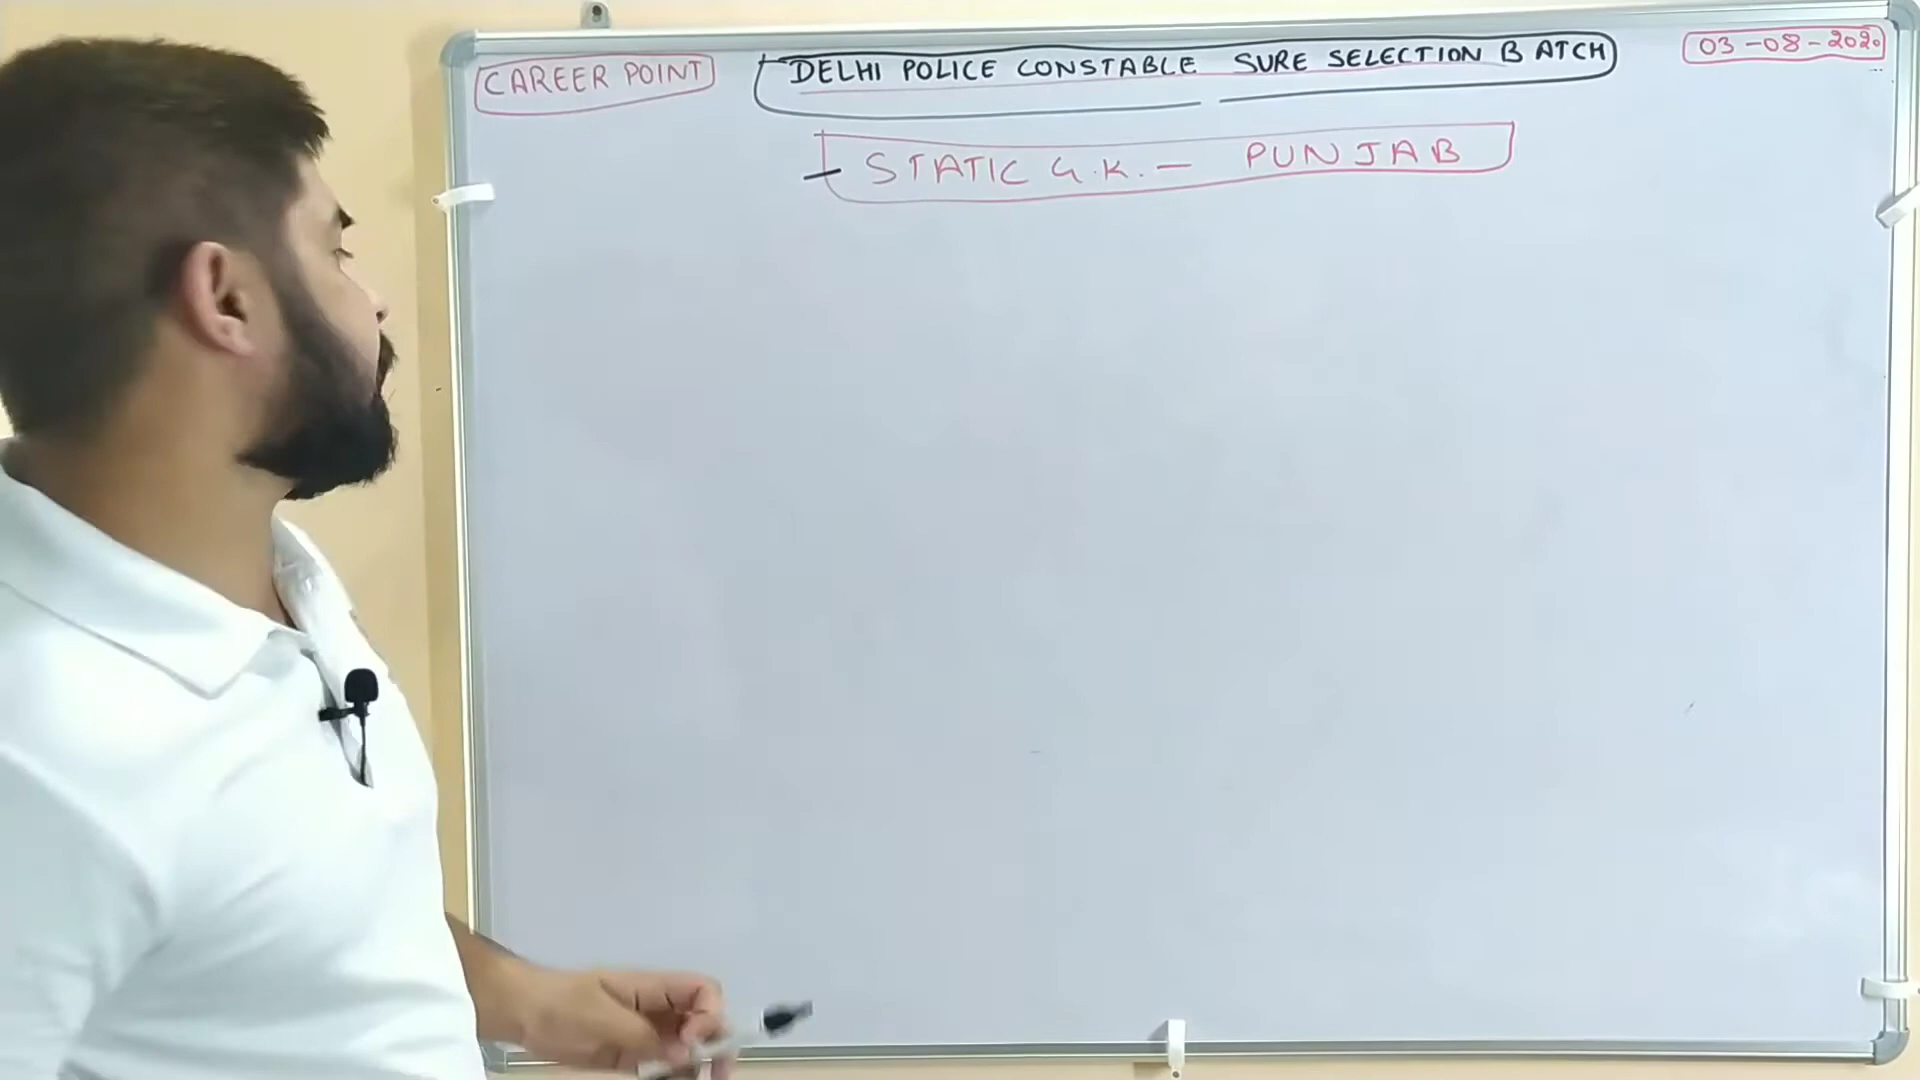 CAREER POINT
DELHI POLICE CONSTABLE SURE SELECTION BATCH
03-08-2020
STATIC G.K. - PUNJAB